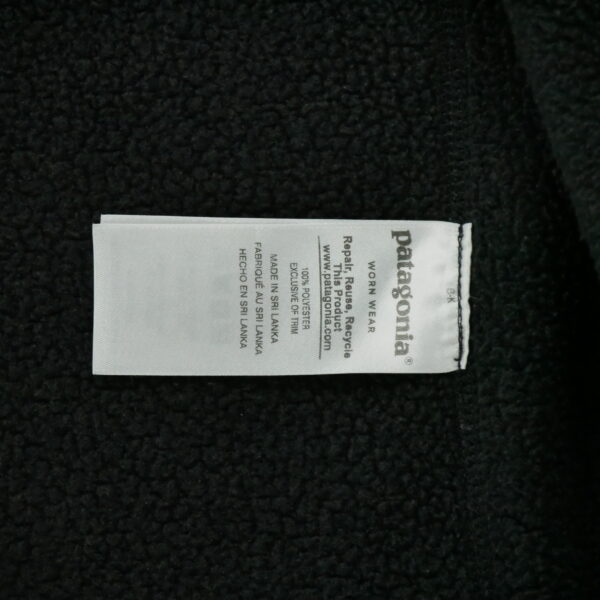 patagonia®
WORN WEAR
Repair, Reuse, Recycle
This Product
www.patagonia.com
100% POLYESTER
EXCLUSIVE OF TRIM
MADE IN SRI LANKA
FABRIQUÉ AU SRI LANKA
HECHO EN SRI LANKA